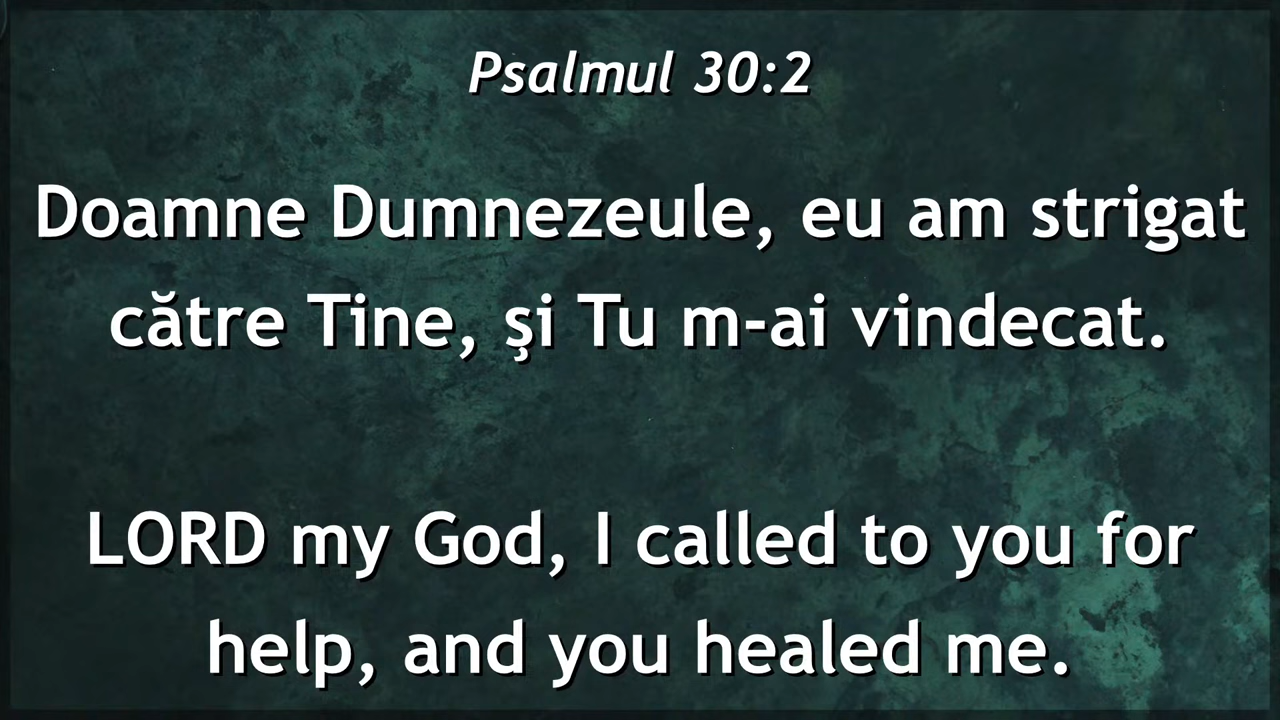 Psalmul 30:2
Doamne Dumnezeule, eu am strigat
către Tine, şi Tu m-ai vindecat.
LORD my God, I called to you for
help, and you healed me.